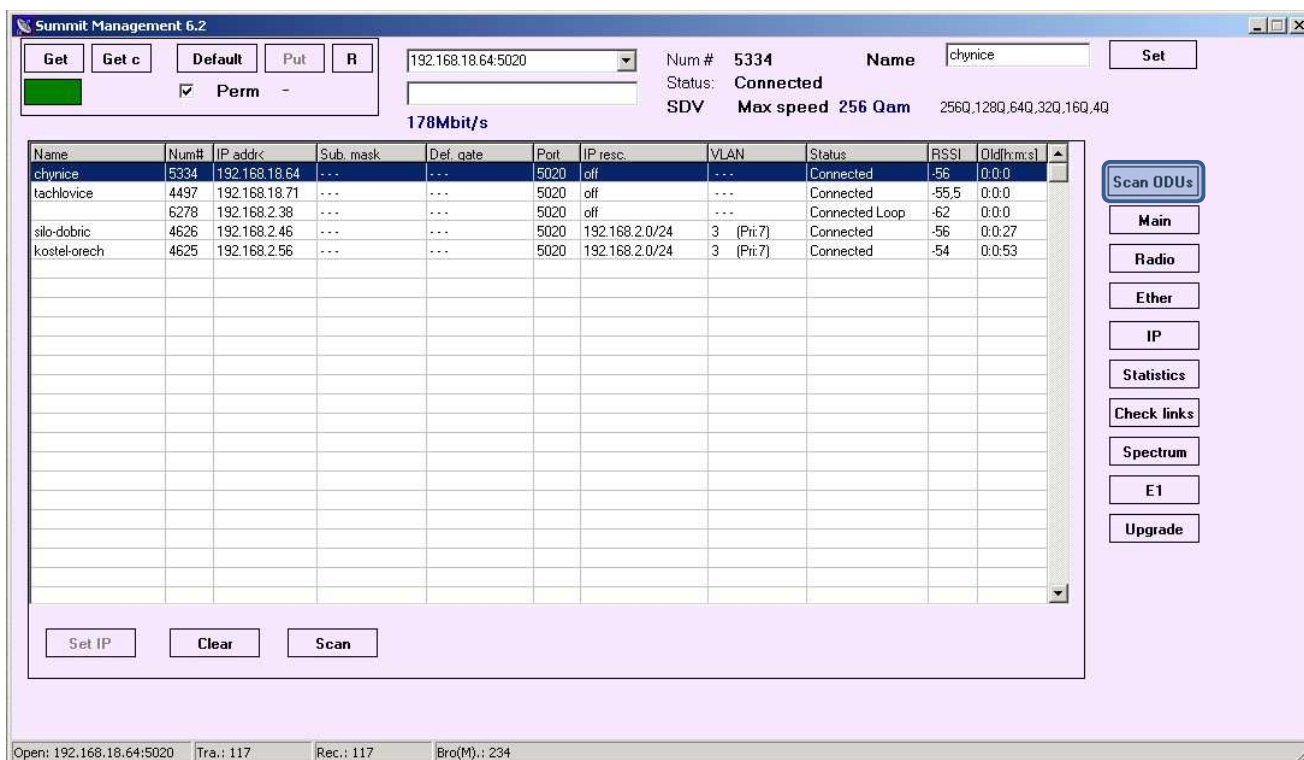 Summit Management 6.2
Get Get c Default Put R 192.168.18.64:5020 Num # 5334 Name chynice Set
Perm - Status: Connected
SDV Max speed 256 Qam 256Q,128Q,64Q,32Q,16Q,4Q
178Mbit/s
Name Num# IP addr< Sub. mask Def. gate Port IP resc. VLAN Status RSSI Old[h:m:s]
chynice 5334 192.168.18.64 - - - - - - 5020 off - - - Connected -56 0:0:0
tachlovice 4497 192.168.18.71 - - - - - - 5020 off - - - Connected -55,5 0:0:0
6278 192.168.2.38 - - - - - - 5020 off - - - Connected Loop -62 0:0:0
silo-dobric 4626 192.168.2.46 - - - - - - 5020 192.168.2.0/24 3 (Pri:7) Connected -56 0:0:27
kostel-orech 4625 192.168.2.56 - - - - - - 5020 192.168.2.0/24 3 (Pri:7) Connected -54 0:0:53
Scan ODUs
Main
Radio
Ether
IP
Statistics
Check links
Spectrum
E1
Upgrade
Set IP Clear Scan
Open: 192.168.18.64:5020 Tra.: 117 Rec.: 117 Bro(M).: 234